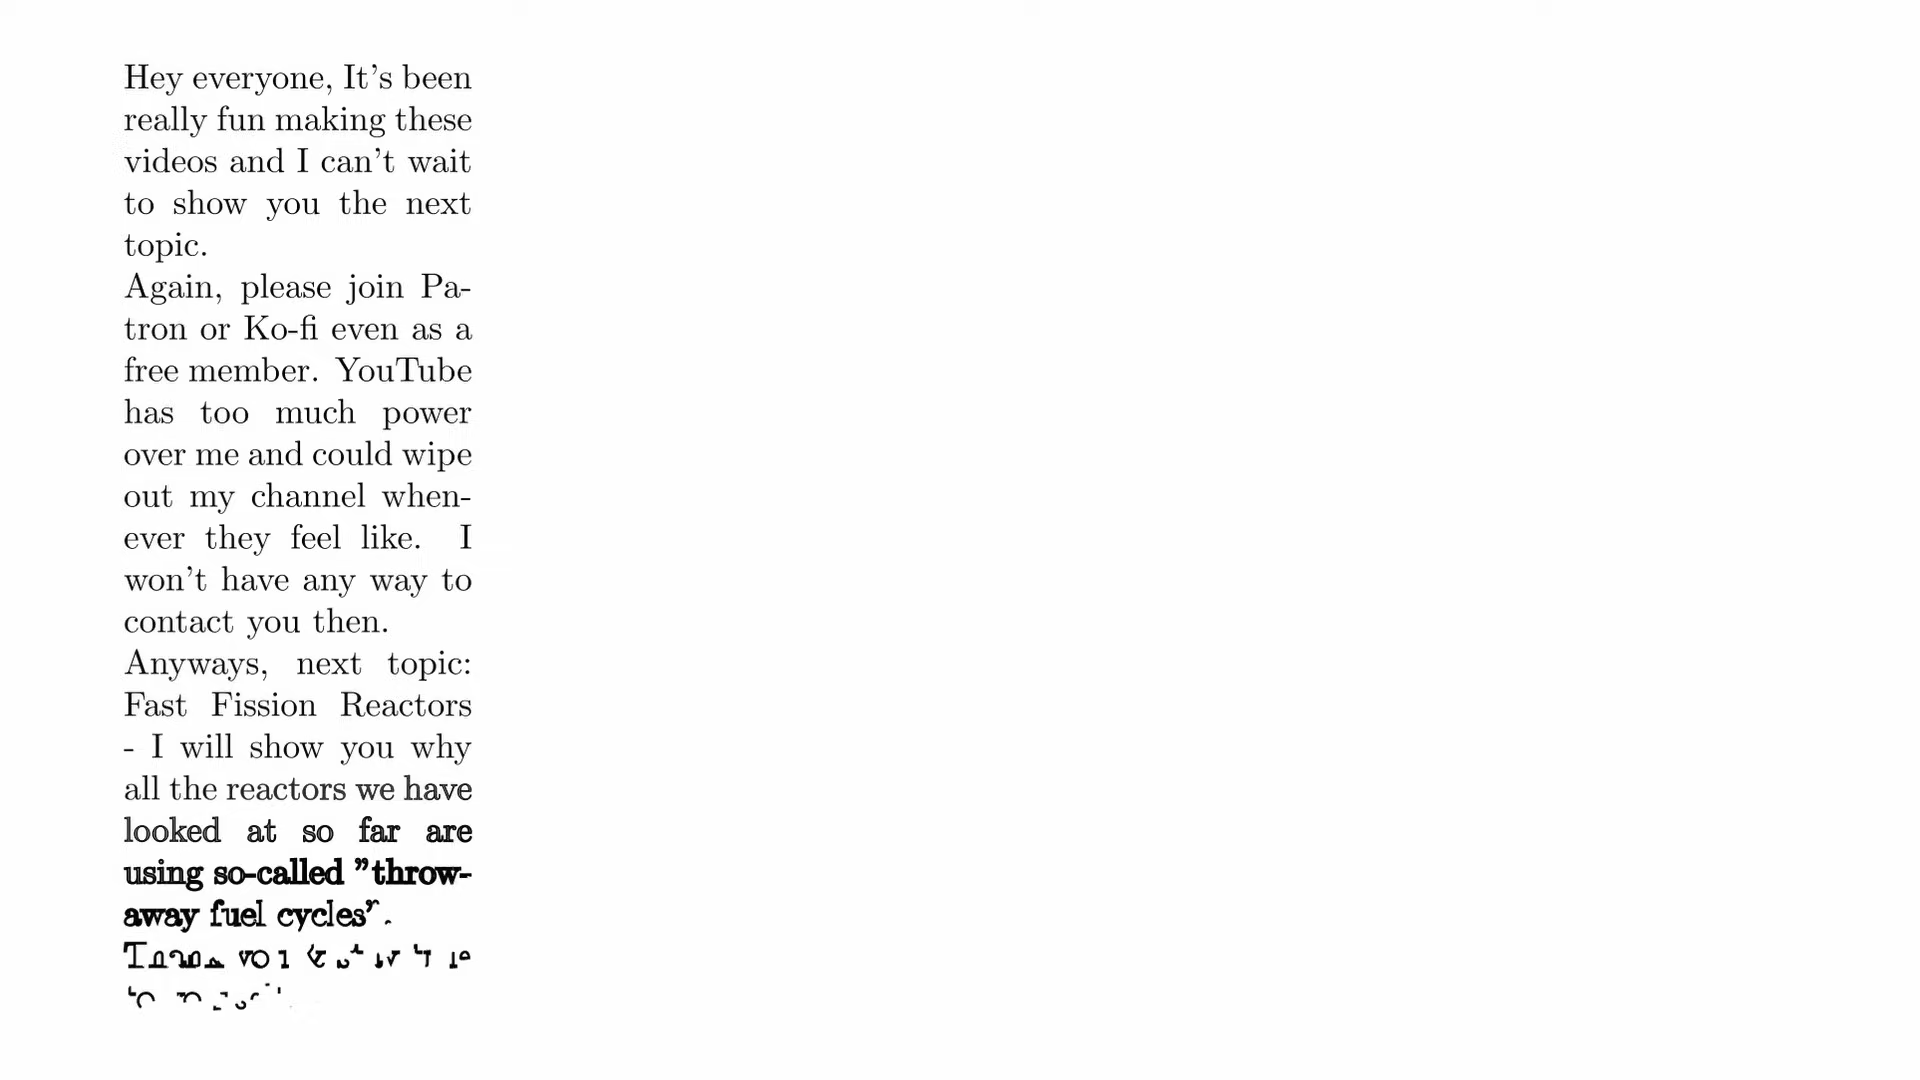 Hey everyone, It's been
really fun making these
videos and I can't wait
to show you the next
topic.
Again, please join Pa-
tron or Ko-fi even as a
free member. YouTube
has too much power
over me and could wipe
out my channel when-
ever they feel like. I
won't have any way to
contact you then.
Anyways, next topic:
Fast Fission Reactors
- I will show you why
all the reactors we have
looked at so far are
using so-called ”throw-
away fuel cycles”.